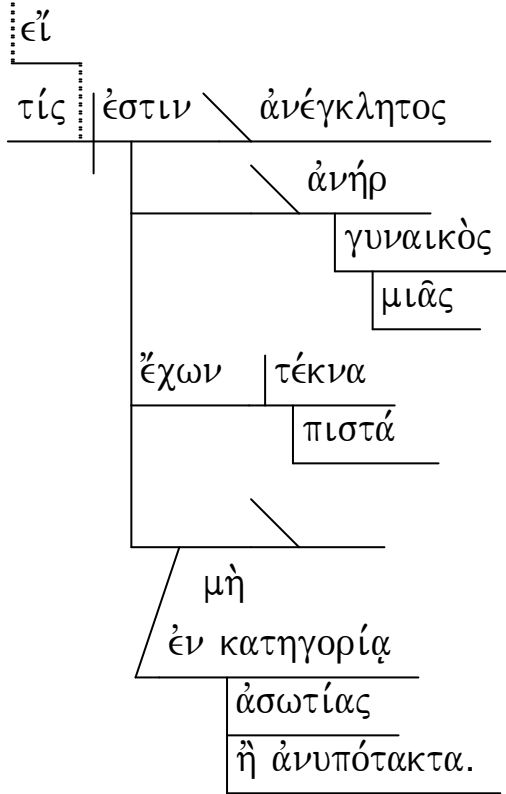 εἴ
τίς ἐστιν ἀνέγκλητος
ἀνήρ
γυναικὸς
μιᾶς
ἔχων τέκνα
πιστά
μὴ
ἐν κατηγορίᾳ
ἀσωτίας
ἢ ἀνυπότακτα.